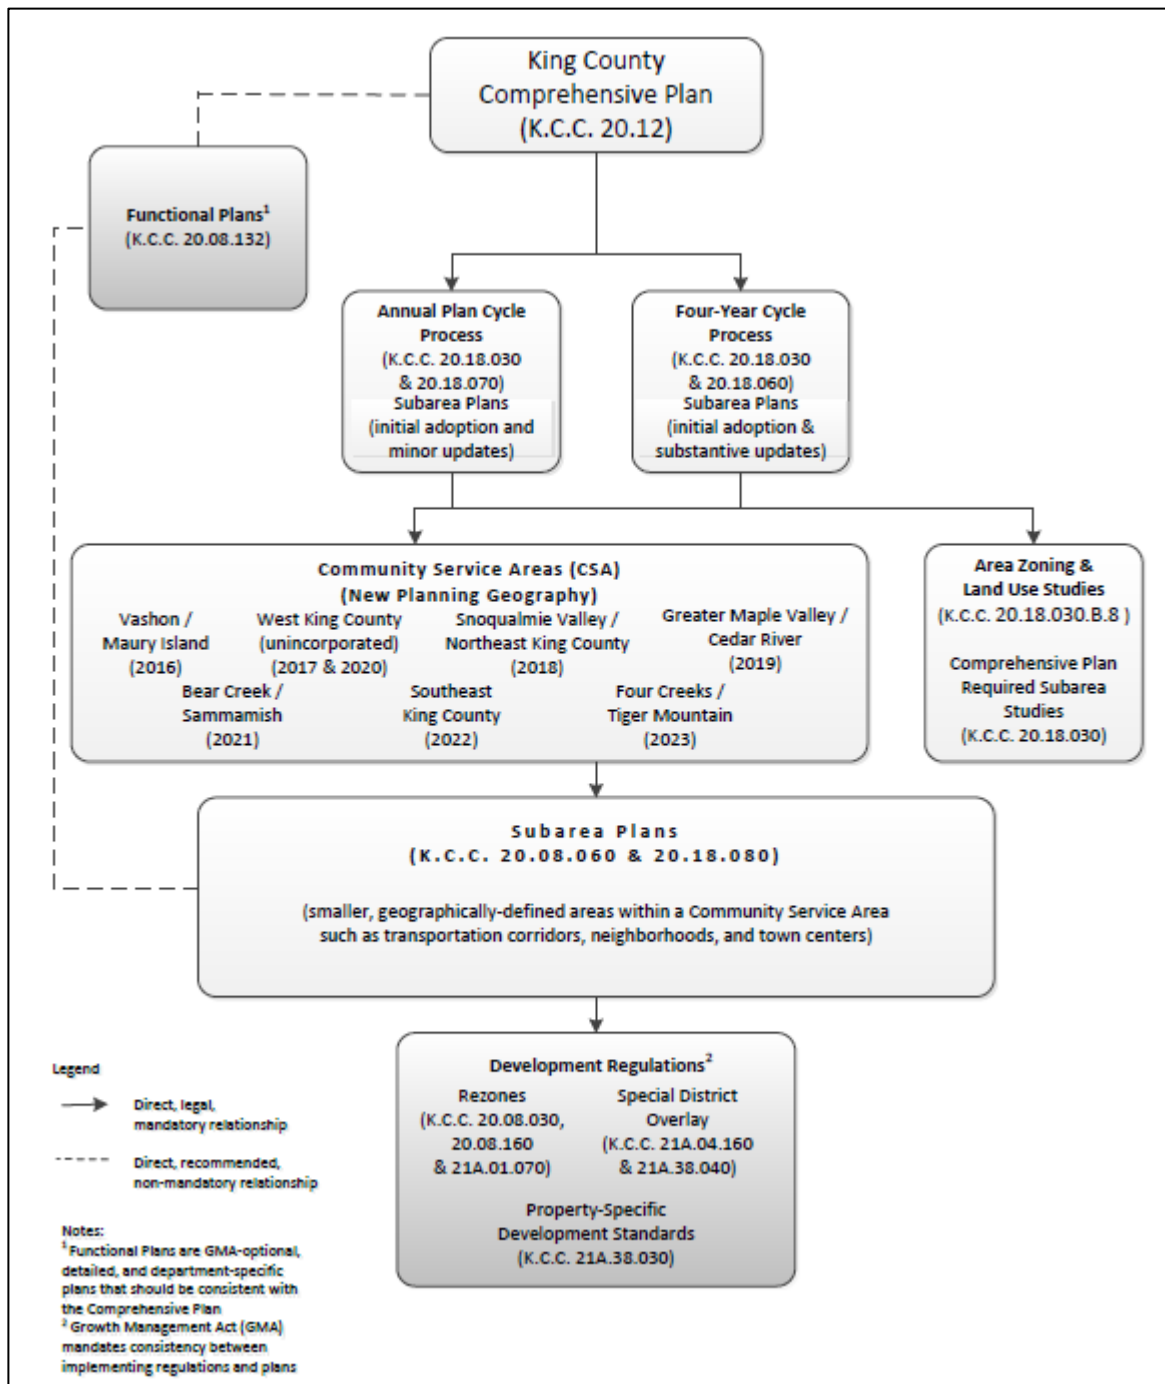 King County
Comprehensive Plan
(K.C.C. 20.12)
Functional Plans¹
(K.C.C. 20.08.132)
Annual Plan Cycle
Process
(K.C.C. 20.18.030
& 20.18.070)
Subarea Plans
(initial adoption and
minor updates)
Four-Year Cycle
Process
(K.C.C. 20.18.030
& 20.18.060)
Subarea Plans
(initial adoption &
substantive updates)
Community Service Areas (CSA)
(New Planning Geography)
Vashon /
Maury Island
(2016)
West King County
(unincorporated)
(2017 & 2020)
Snoqualmie Valley /
Northeast King County
(2018)
Greater Maple Valley /
Cedar River
(2019)
Bear Creek /
Sammamish
(2021)
Southeast
King County
(2022)
Four Creeks /
Tiger Mountain
(2023)
Area Zoning &
Land Use Studies
(K.C.C. 20.18.030.B.8 )
Comprehensive Plan
Required Subarea
Studies
(K.C.C. 20.18.030)
Subarea Plans
(K.C.C. 20.08.060 & 20.18.080)
(smaller, geographically-defined areas within a Community Service Area
such as transportation corridors, neighborhoods, and town centers)
Development Regulations²
Rezones
(K.C.C. 20.08.030,
20.08.160
& 21A.01.070)
Special District
Overlay
(K.C.C. 21A.04.160
& 21A.38.040)
Property-Specific
Development Standards
(K.C.C. 21A.38.030)
Legend
Direct, legal,
mandatory relationship
Direct, recommended,
non-mandatory relationship
Notes:
¹ Functional Plans are GMA-optional,
detailed, and department-specific
plans that should be consistent with
the Comprehensive Plan
² Growth Management Act (GMA)
mandates consistency between
implementing regulations and plans